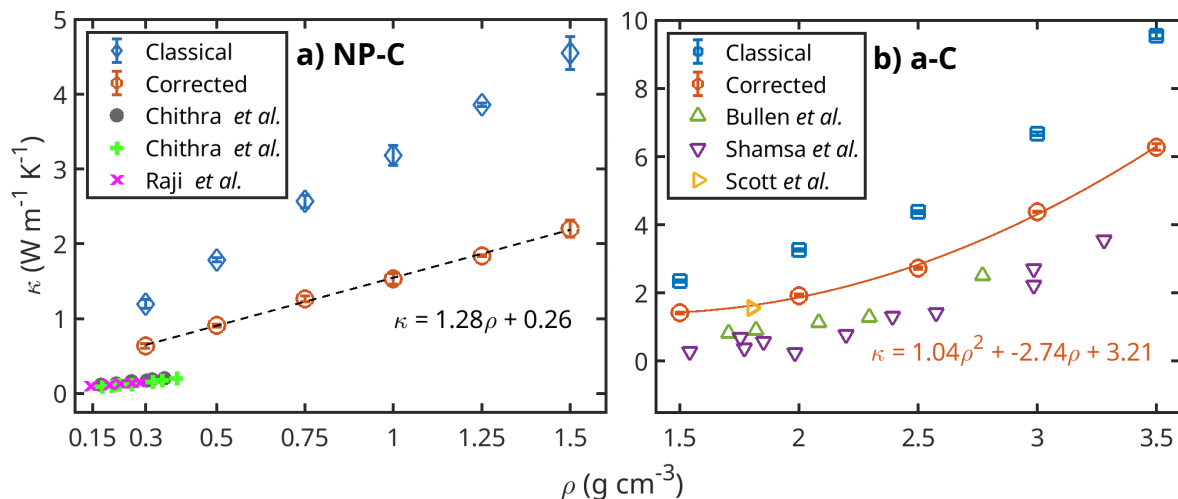 a) NP-C
Classical
Corrected
Chithra et al.
Chithra et al.
Raji et al.
κ = 1.28ρ + 0.26
κ (W m-1 K-1)
5
4
3
2
1
0
0.15 0.3 0.5 0.75 1 1.25 1.5
b) a-C
Classical
Corrected
Bullen et al.
Shamsa et al.
Scott et al.
κ = 1.04ρ2 + -2.74ρ + 3.21
10
8
6
4
2
0
1.5 2 2.5 3 3.5
ρ (g cm-3)